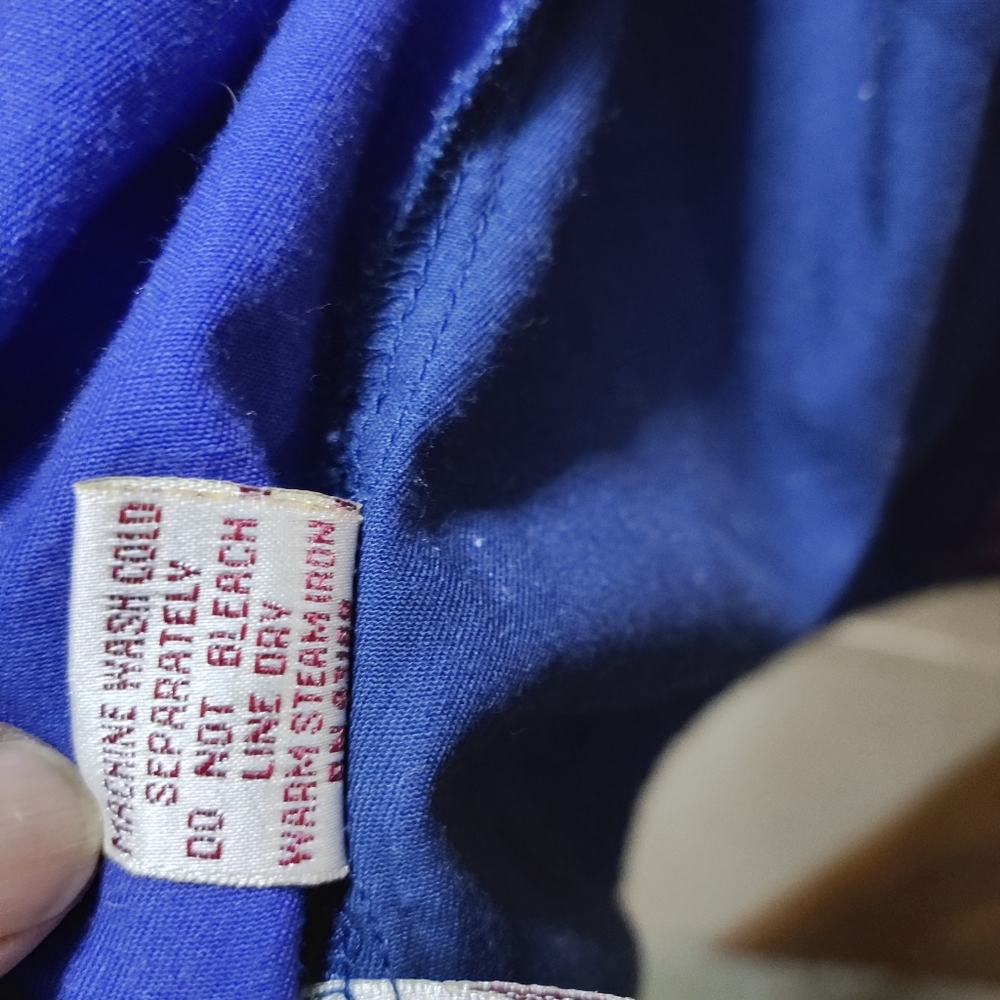 MACHINE WASH COLD
SEPARATELY
DO NOT BLEACH
LINE DRY
WARM STEAM IRON